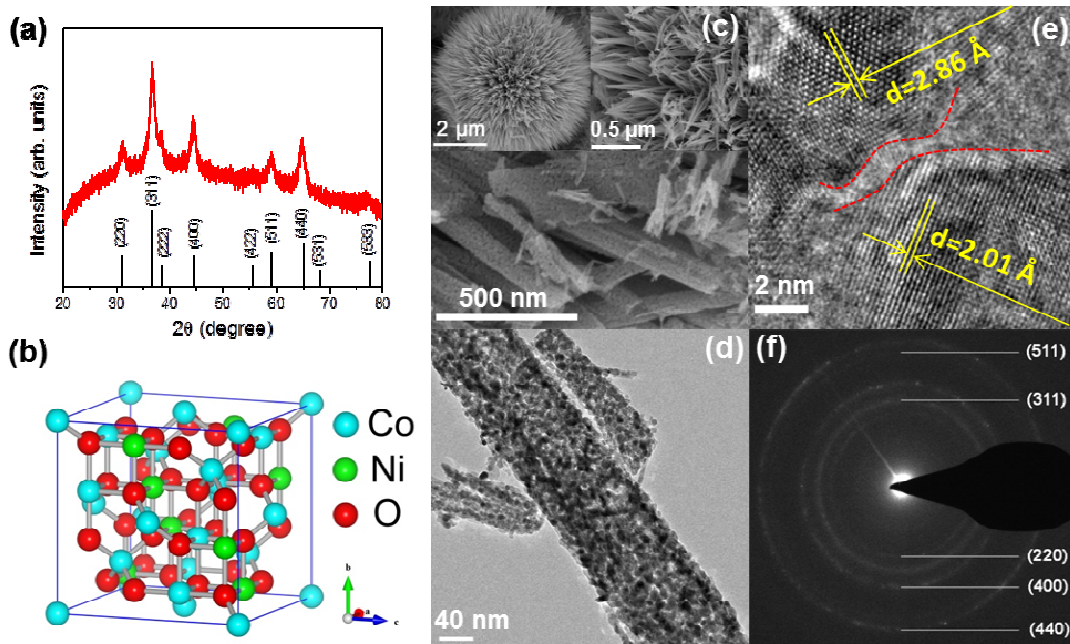 (a)
Intensity (arb. units)
(220)
(311)
(222)
(400)
(422)
(511)
(440)
(531)
(533)
20 30 40 50 60 70 80
2θ (degree)
(b)
Co
Ni
O
b
a
c
(c)
2 μm
0.5 μm
500 nm
(d)
40 nm
(e)
d=2.86 Å
d=2.01 Å
2 nm
(f)
(511)
(311)
(220)
(400)
(440)